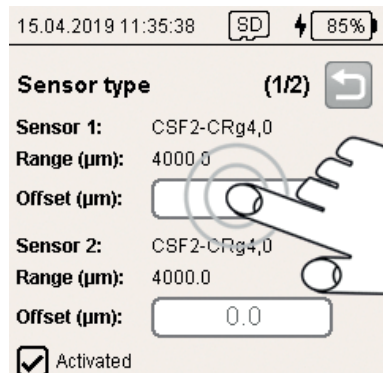 15.04.2019 11:35:38 SD 85%
Sensor type (1/2)
Sensor 1: CSF2-CRg4,0
Range (µm): 4000.0
Offset (µm):
Sensor 2: CSF2-CRg4,0
Range (µm): 4000.0
Offset (µm): 0.0
Activated